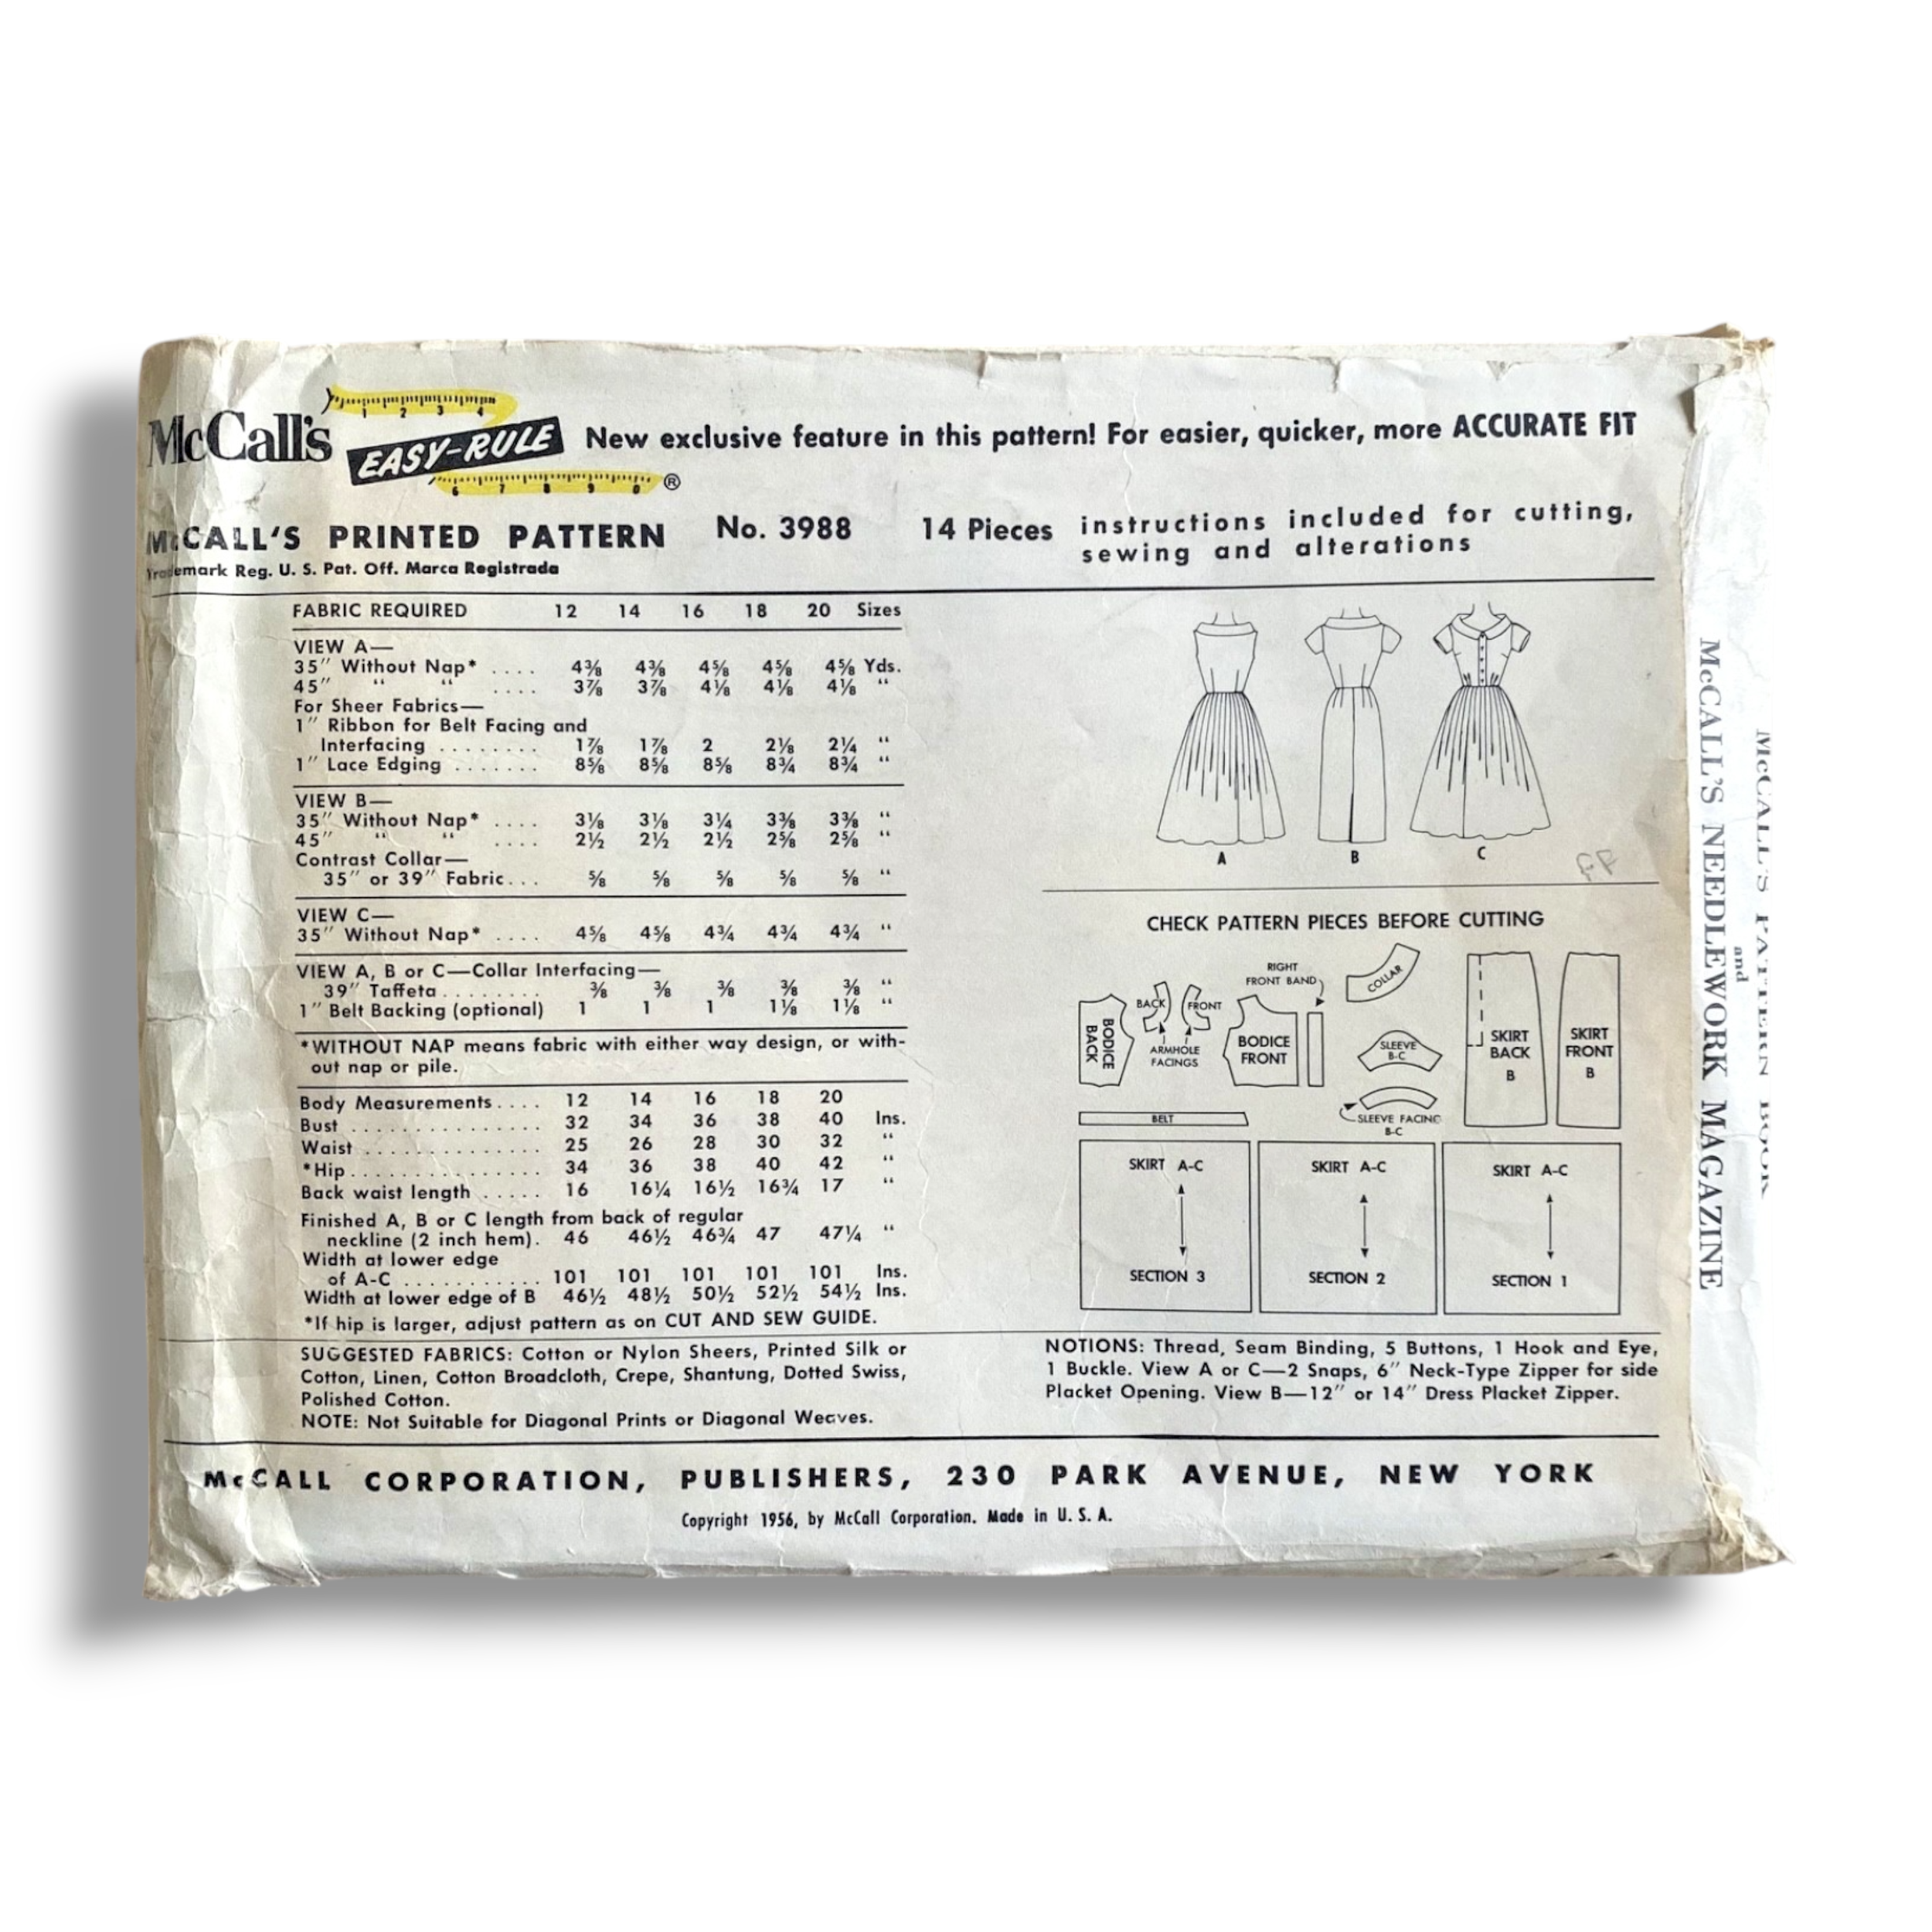 McCall's
1 2 3 4
EASY-RULE
6 7 8 9 0 ®
New exclusive feature in this pattern! For easier, quicker, more ACCURATE FIT
McCALL'S PRINTED PATTERN No. 3988 14 Pieces
instructions included for cutting,
sewing and alterations
Trademark Reg. U. S. Pat. Off. Marca Registrada
FABRIC REQUIRED 12 14 16 18 20 Sizes
VIEW A—
35″ Without Nap* .... 4⅜ 4⅜ 4⅝ 4⅝ 4⅝ Yds.
45″ “ “ .... 3⅞ 3⅞ 4⅛ 4⅛ 4⅛ “
For Sheer Fabrics—
1″ Ribbon for Belt Facing and
Interfacing ........ 1⅞ 1⅞ 2 2⅛ 2¼ “
1″ Lace Edging ....... 8⅝ 8⅝ 8⅝ 8¾ 8¾ “
VIEW B—
35″ Without Nap* .... 3⅛ 3⅛ 3¼ 3⅜ 3⅜ “
45″ “ “ .... 2½ 2½ 2½ 2⅝ 2⅝ “
Contrast Collar—
35″ or 39″ Fabric... ⅝ ⅝ ⅝ ⅝ ⅝ “
VIEW C—
35″ Without Nap* .... 4⅝ 4⅝ 4¾ 4¾ 4¾ “
VIEW A, B or C—Collar Interfacing—
39″ Taffeta ........ ⅜ ⅜ ⅜ ⅜ ⅜ “
1″ Belt Backing (optional) 1 1 1 1⅛ 1⅛ “
*WITHOUT NAP means fabric with either way design, or with-
out nap or pile.
Body Measurements.... 12 14 16 18 20
Bust ............... 32 34 36 38 40 Ins.
Waist .............. 25 26 28 30 32 “
*Hip................ 34 36 38 40 42 “
Back waist length ..... 16 16¼ 16½ 16¾ 17 “
Finished A, B or C length from back of regular
neckline (2 inch hem). 46 46½ 46¾ 47 47¼ “
Width at lower edge
of A-C ........... 101 101 101 101 101 Ins.
Width at lower edge of B 46½ 48½ 50½ 52½ 54½ Ins.
*If hip is larger, adjust pattern as on CUT AND SEW GUIDE.
SUGGESTED FABRICS: Cotton or Nylon Sheers, Printed Silk or
Cotton, Linen, Cotton Broadcloth, Crepe, Shantung, Dotted Swiss,
Polished Cotton.
NOTE: Not Suitable for Diagonal Prints or Diagonal Weaves.
A B C
CHECK PATTERN PIECES BEFORE CUTTING
BODICE
BACK
BACK
FRONT
ARMHOLE
FACINGS
RIGHT
FRONT BAND
BODICE
FRONT
COLLAR
SLEEVE
B-C
SLEEVE FACING
B-C
SKIRT
BACK
B
SKIRT
FRONT
B
BELT
SKIRT A-C
SECTION 3
SKIRT A-C
SECTION 2
SKIRT A-C
SECTION 1
NOTIONS: Thread, Seam Binding, 5 Buttons, 1 Hook and Eye,
1 Buckle. View A or C—2 Snaps, 6″ Neck-Type Zipper for side
Placket Opening. View B—12″ or 14″ Dress Placket Zipper.
McCALL CORPORATION, PUBLISHERS, 230 PARK AVENUE, NEW YORK
Copyright 1956, by McCall Corporation. Made in U. S. A.
McCALL'S PATTERN BOOK
and
McCALL'S NEEDLEWORK MAGAZINE